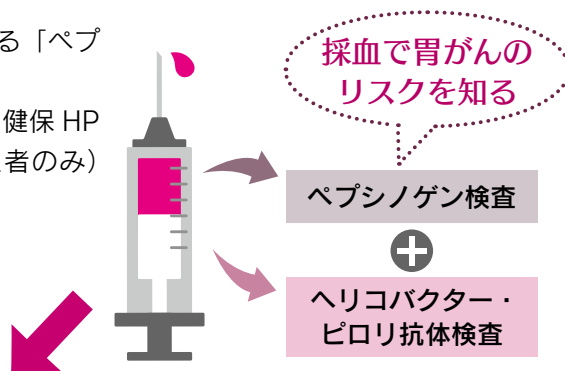 る「ペプ
健保 HP
者のみ）
採血で胃がんの
リスクを知る
ペプシノゲン検査
ヘリコバクター・
ピロリ抗体検査